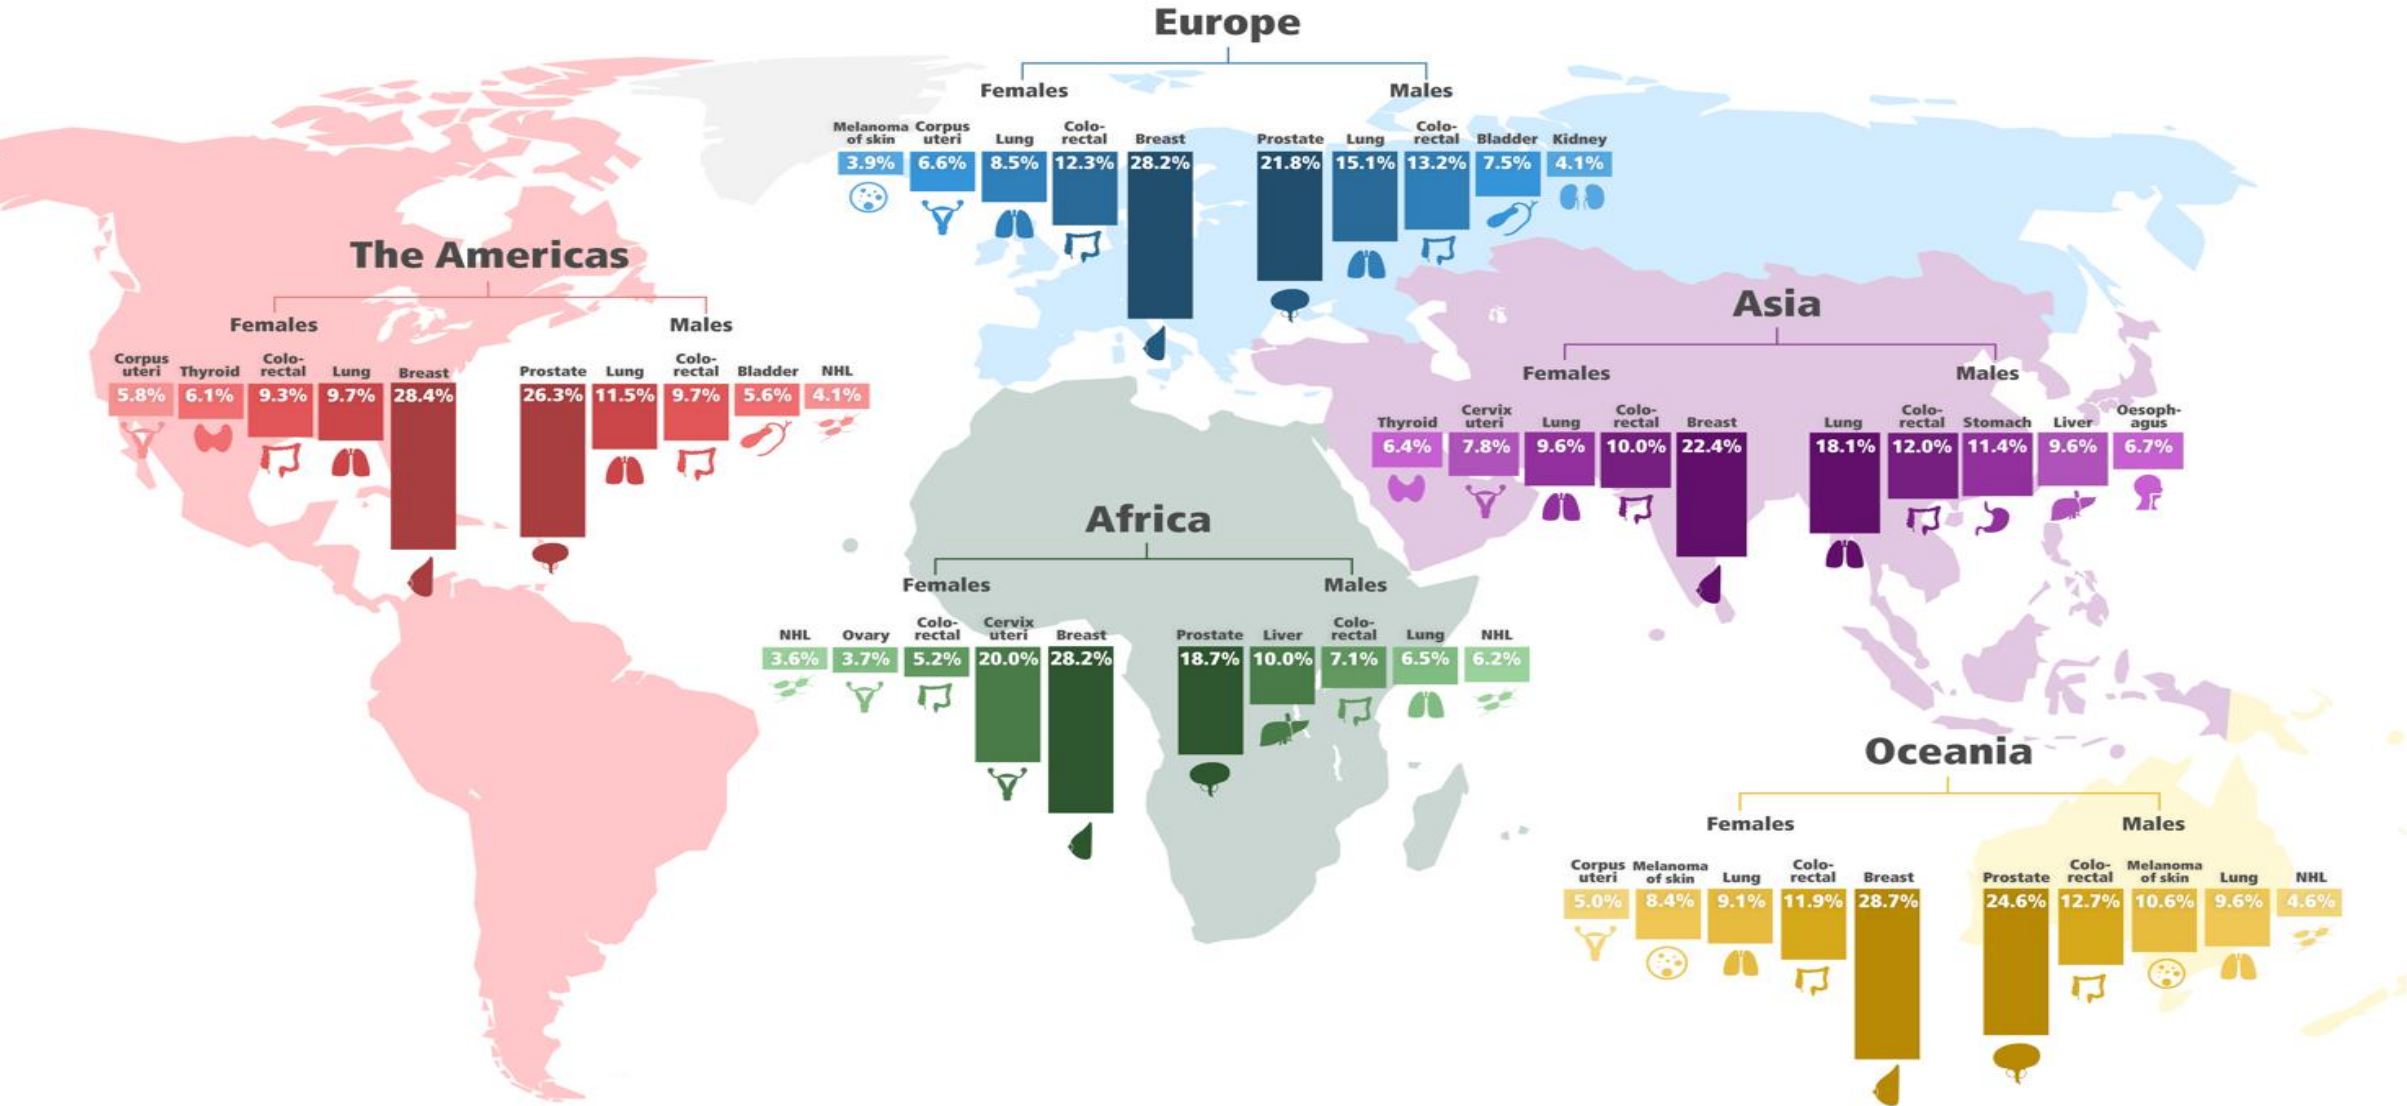 Europe
Females Males
Melanoma of skin Corpus uteri Lung Colo-rectal Breast Prostate Lung Colo-rectal Bladder Kidney
3.9% 6.6% 8.5% 12.3% 28.2% 21.8% 15.1% 13.2% 7.5% 4.1%
The Americas
Females Males
Corpus uteri Thyroid Colo-rectal Lung Breast Prostate Lung Colo-rectal Bladder NHL
5.8% 6.1% 9.3% 9.7% 28.4% 26.3% 11.5% 9.7% 5.6% 4.1%
Asia
Females Males
Thyroid Cervix uteri Lung Colo-rectal Breast Lung Colo-rectal Stomach Liver Oesoph-agus
6.4% 7.8% 9.6% 10.0% 22.4% 18.1% 12.0% 11.4% 9.6% 6.7%
Africa
Females Males
NHL Ovary Colo-rectal Cervix uteri Breast Prostate Liver Colo-rectal Lung NHL
3.6% 3.7% 5.2% 20.0% 28.2% 18.7% 10.0% 7.1% 6.5% 6.2%
Oceania
Females Males
Corpus uteri Melanoma of skin Lung Colo-rectal Breast Prostate Colo-rectal Melanoma of skin Lung NHL
5.0% 8.4% 9.1% 11.9% 28.7% 24.6% 12.7% 10.6% 9.6% 4.6%